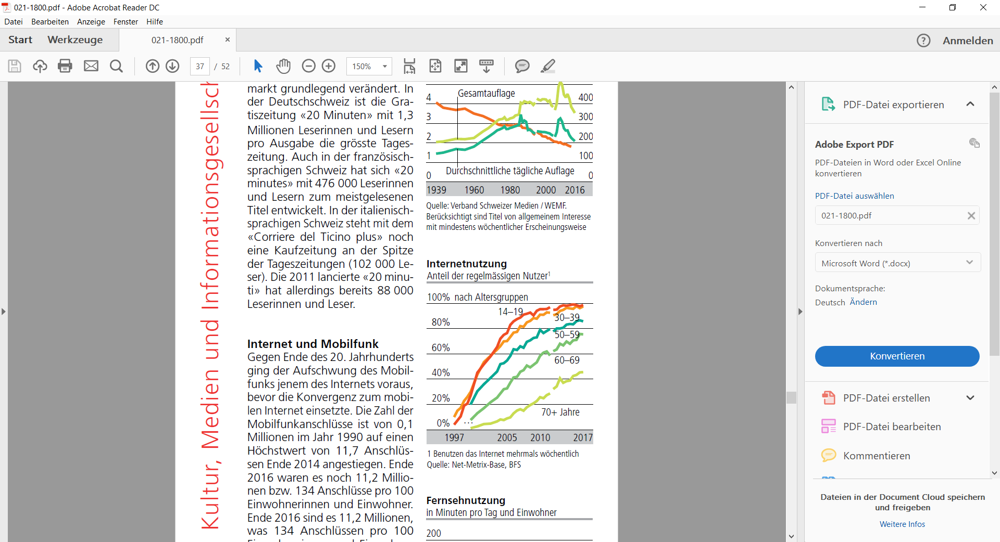 021-1800.pdf - Adobe Acrobat Reader DC
Datei Bearbeiten Anzeige Fenster Hilfe
Start Werkzeuge 021-1800.pdf × ? Anmelden
37 / 52 150%
Kultur, Medien und Informationsgesellsch
markt grundlegend verändert. In
der Deutschschweiz ist die Gra-
tiszeitung «20 Minuten» mit 1,3
Millionen Leserinnen und Lesern
pro Ausgabe die grösste Tages-
zeitung. Auch in der französisch-
sprachigen Schweiz hat sich «20
minutes» mit 476 000 Leserinnen
und Lesern zum meistgelesenen
Titel entwickelt. In der italienisch-
sprachigen Schweiz steht mit dem
«Corriere del Ticino plus» noch
eine Kaufzeitung an der Spitze
der Tageszeitungen (102 000 Le-
ser). Die 2011 lancierte «20 minu-
ti» hat allerdings bereits 88 000
Leserinnen und Leser.
Internet und Mobilfunk
Gegen Ende des 20. Jahrhunderts
ging der Aufschwung des Mobil-
funks jenem des Internets voraus,
bevor die Konvergenz zum mobi-
len Internet einsetzte. Die Zahl der
Mobilfunkanschlüsse ist von 0,1
Millionen im Jahr 1990 auf einen
Höchstwert von 11,7 Anschlüs-
sen Ende 2014 angestiegen. Ende
2016 waren es noch 11,2 Millio-
nen bzw. 134 Anschlüsse pro 100
Einwohnerinnen und Einwohner.
Ende 2016 sind es 11,2 Millionen,
was 134 Anschlüssen pro 100
Gesamtauflage
4 400
3 300
2 200
1 100
Durchschnittliche tägliche Auflage
0 0
1939 1960 1980 2000 2016
Quelle: Verband Schweizer Medien / WEMF.
Berücksichtigt sind Titel von allgemeinem Interesse
mit mindestens wöchentlicher Erscheinungsweise
Internetnutzung
Anteil der regelmässigen Nutzer¹
100% nach Altersgruppen
14–19
30–39
80%
50–59
60%
60–69
40%
20%
70+ Jahre
0% ...
1997 2005 2010 2017
1 Benutzen das Internet mehrmals wöchentlich
Quelle: Net-Metrix-Base, BFS
Fernsehnutzung
in Minuten pro Tag und Einwohner
200
PDF-Datei exportieren
Adobe Export PDF
PDF-Dateien in Word oder Excel Online
konvertieren
PDF-Datei auswählen
021-1800.pdf
Konvertieren nach
Microsoft Word (*.docx)
Dokumentsprache:
Deutsch Ändern
Konvertieren
PDF-Datei erstellen
PDF-Datei bearbeiten
Kommentieren
Dateien in der Document Cloud speichern
und freigeben
Weitere Infos